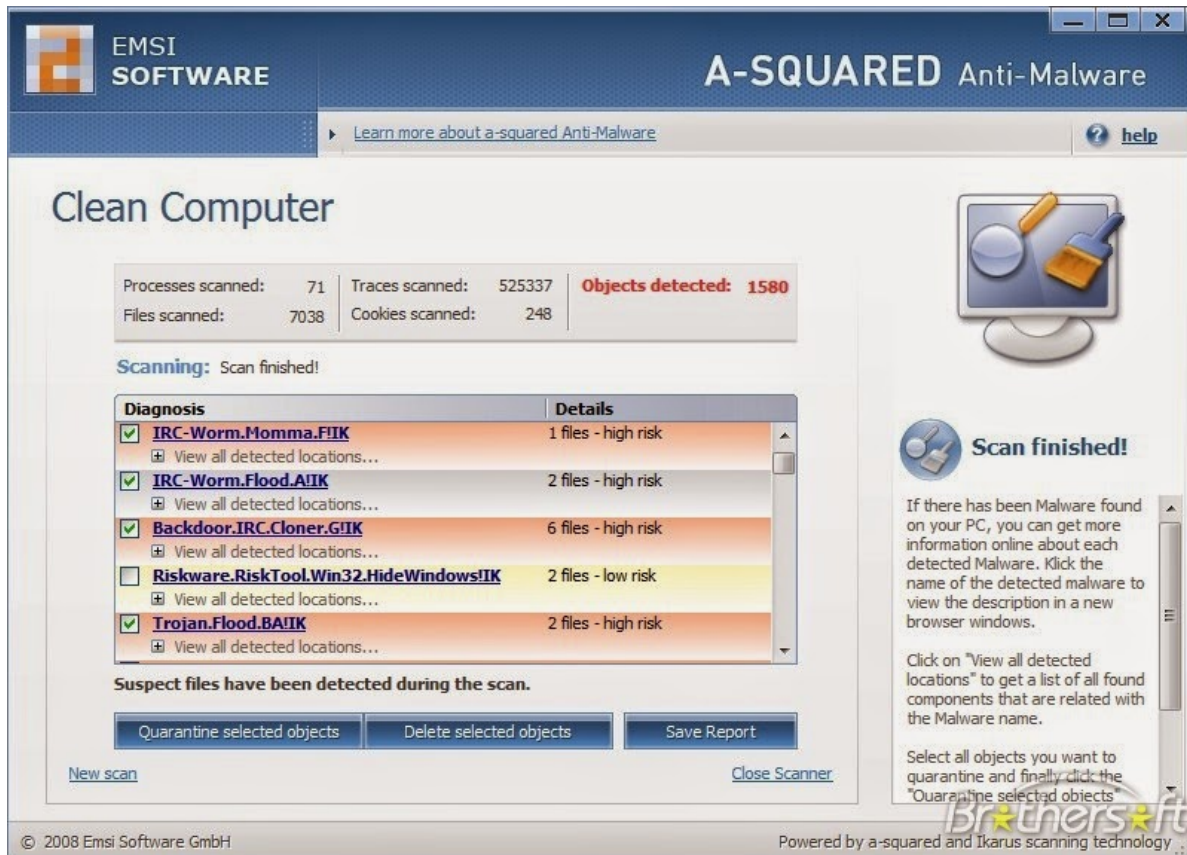 EMSI
SOFTWARE
A-SQUARED Anti-Malware
Learn more about a-squared Anti-Malware
help
Clean Computer
Processes scanned: 71
Traces scanned: 525337
Objects detected: 1580
Files scanned: 7038
Cookies scanned: 248
Scanning: Scan finished!
Diagnosis Details
IRC-Worm.Momma.F!IK 1 files - high risk
View all detected locations...
IRC-Worm.Flood.A!IK 2 files - high risk
View all detected locations...
Backdoor.IRC.Cloner.G!IK 6 files - high risk
View all detected locations...
Riskware.RiskTool.Win32.HideWindows!IK 2 files - low risk
View all detected locations...
Trojan.Flood.BA!IK 2 files - high risk
View all detected locations...
Suspect files have been detected during the scan.
Quarantine selected objects
Delete selected objects
Save Report
New scan
Close Scanner
Scan finished!
If there has been Malware found
on your PC, you can get more
information online about each
detected Malware. Klick the
name of the detected malware to
view the description in a new
browser windows.
Click on "View all detected
locations" to get a list of all found
components that are related with
the Malware name.
Select all objects you want to
quarantine and finally click the
"Quarantine selected objects"
Brothersoft
© 2008 Emsi Software GmbH
Powered by a-squared and Ikarus scanning technology